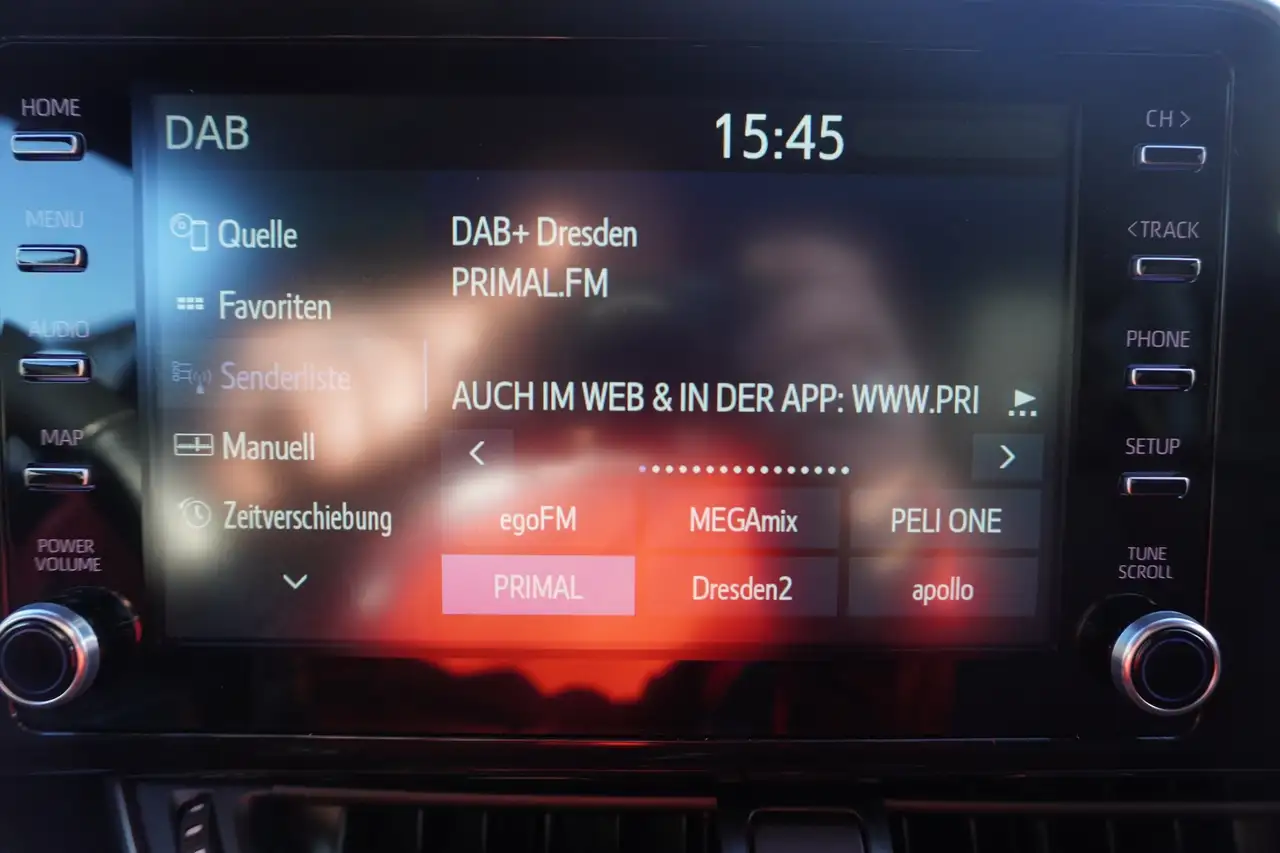 HOME
MENU
AUDIO
MAP
POWER
VOLUME
DAB
15:45
Quelle
Favoriten
Senderliste
Manuell
Zeitverschiebung
DAB+ Dresden
PRIMAL.FM
AUCH IM WEB & IN DER APP: WWW.PRI
egoFM
MEGAmix
PELI ONE
PRIMAL
Dresden2
apollo
CH >
< TRACK
PHONE
SETUP
TUNE
SCROLL